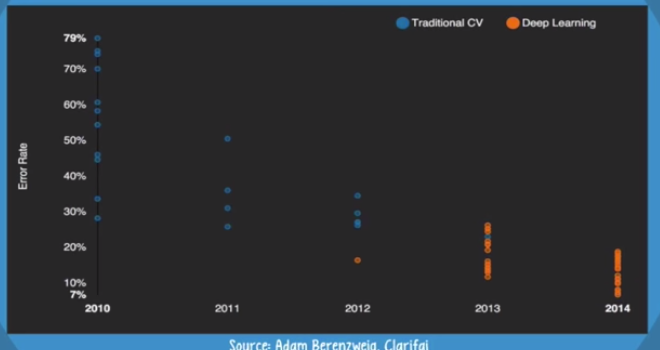 Traditional CV Deep Learning
79%
70%
60%
50%
40%
30%
20%
10%
7%
Error Rate
2010 2011 2012 2013 2014
Source: Adam Berenzweig, Clarifai